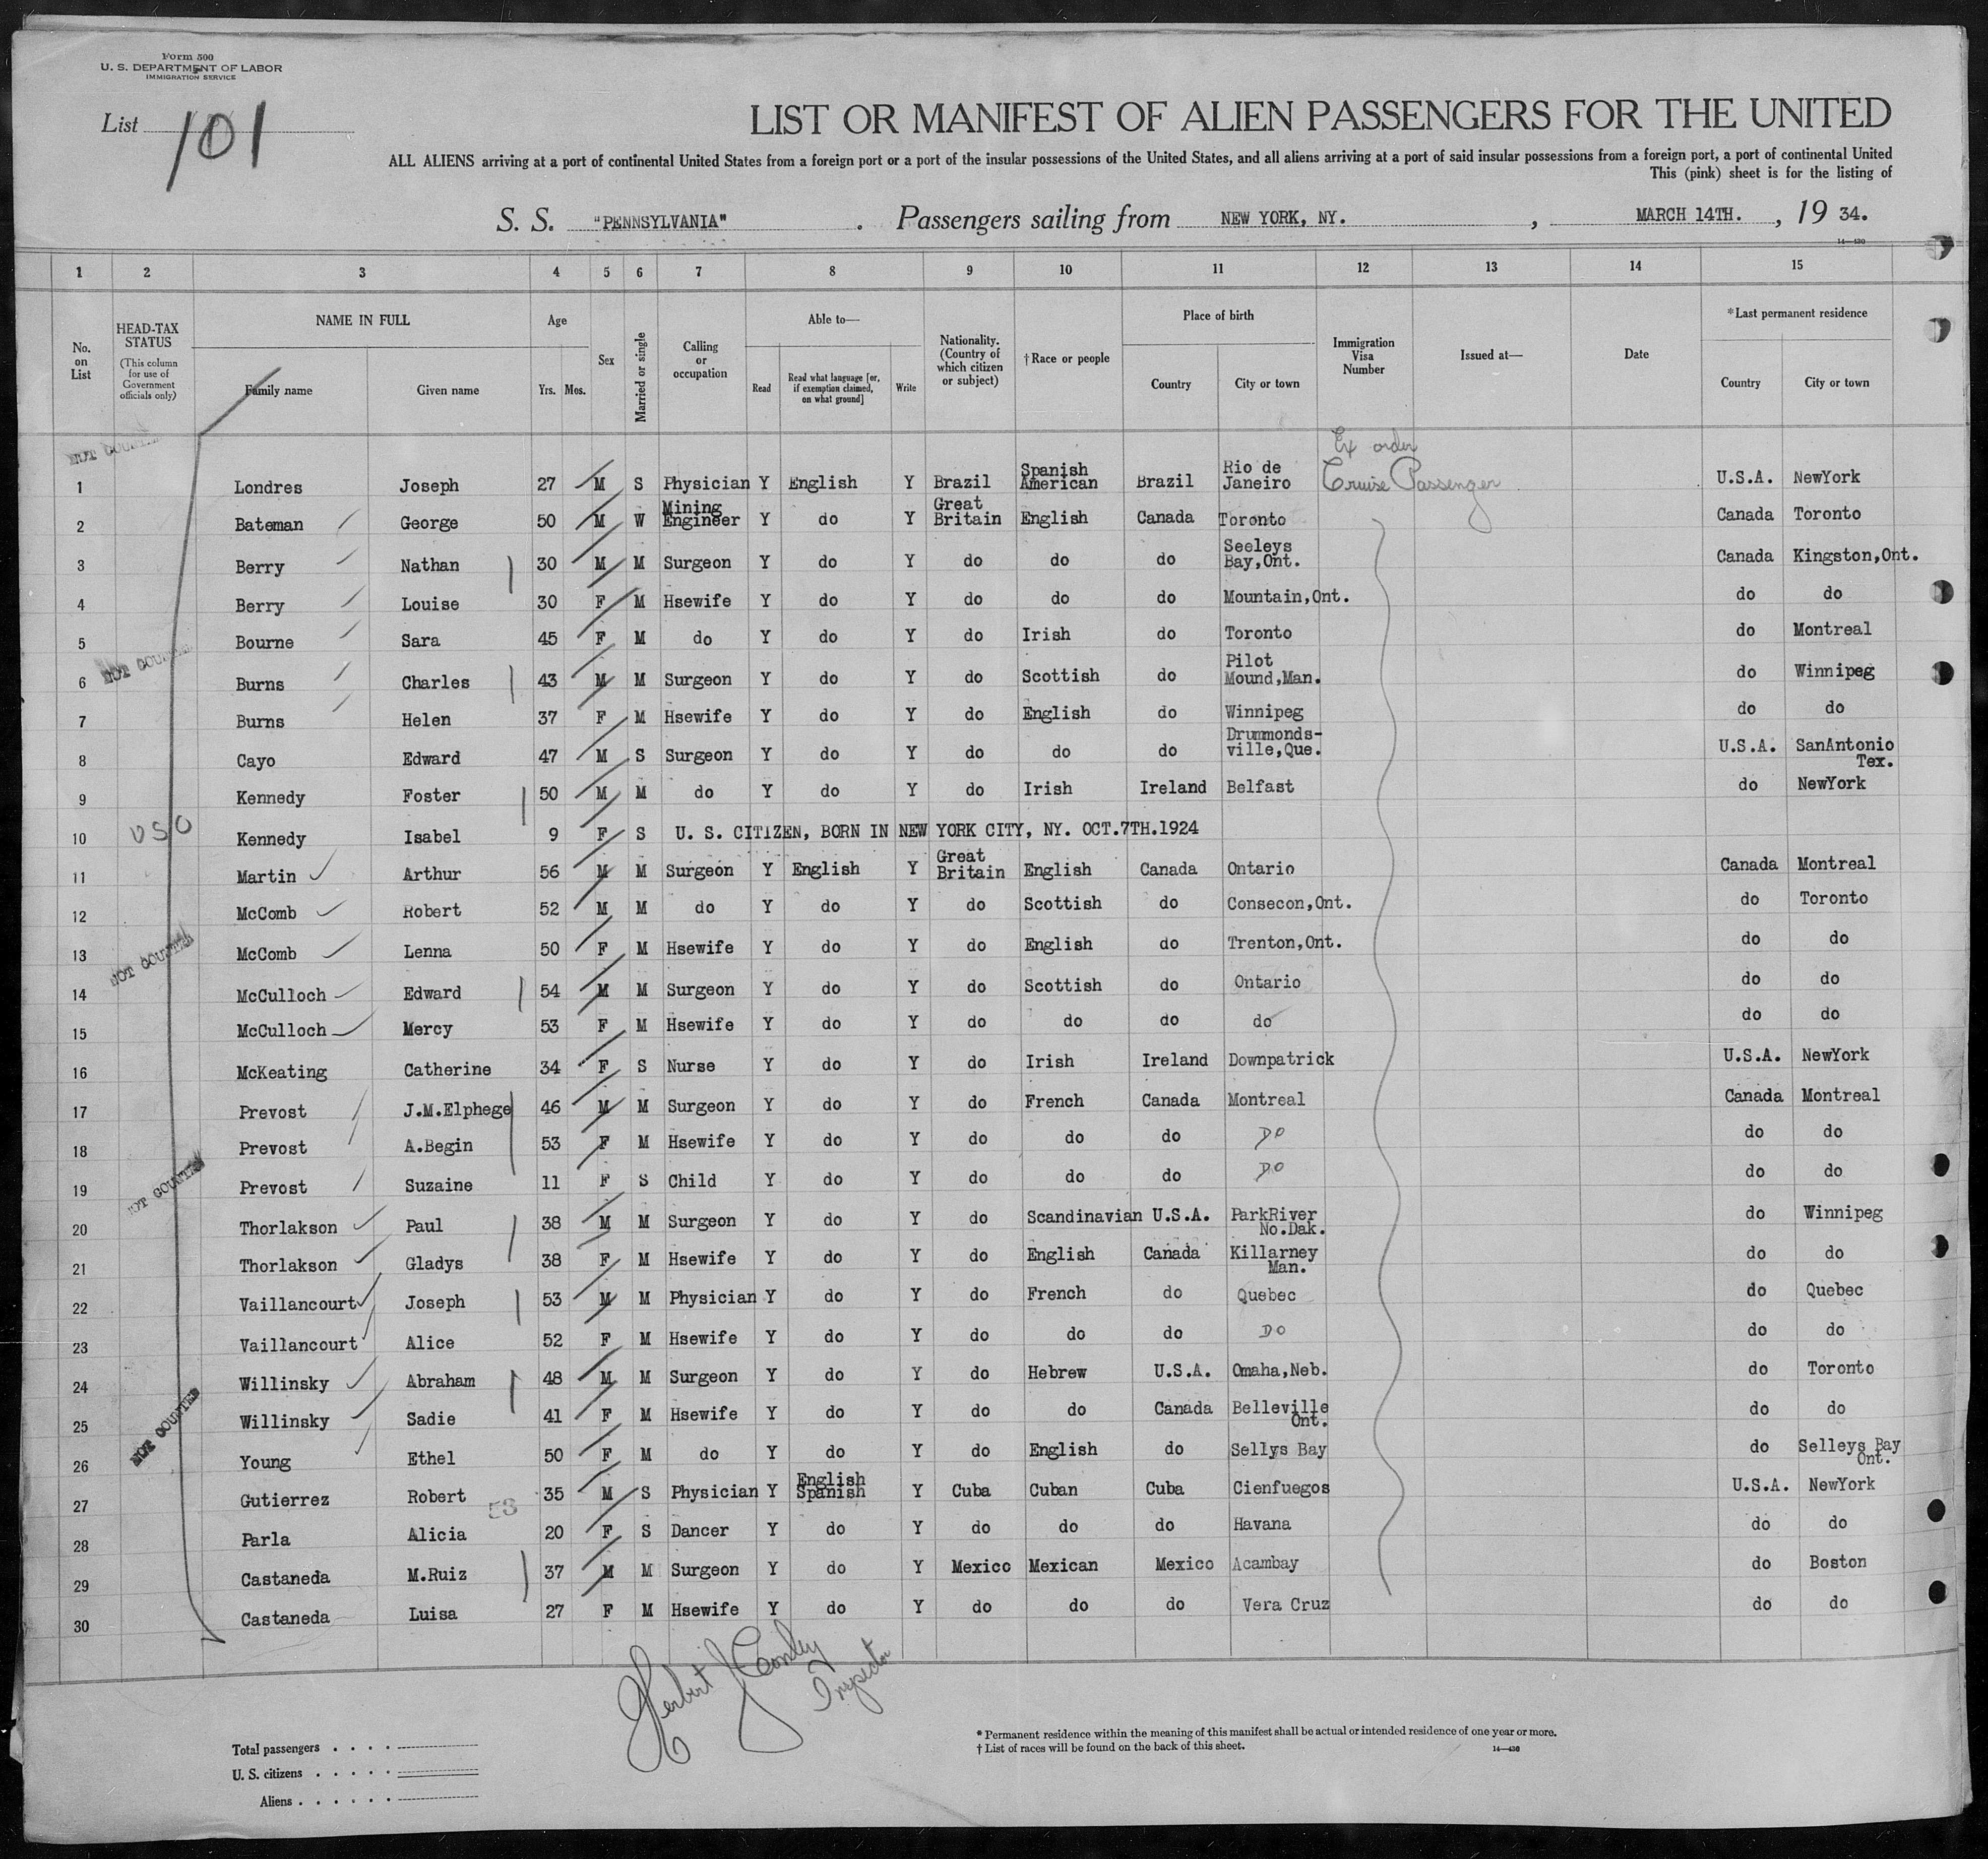 Form 500
U. S. DEPARTMENT OF LABOR
IMMIGRATION SERVICE
List 101
LIST OR MANIFEST OF ALIEN PASSENGERS FOR THE UNITED
ALL ALIENS arriving at a port of continental United States from a foreign port or a port of the insular possessions of the United States, and all aliens arriving at a port of said insular possessions from a foreign port, a port of continental United
This (pink) sheet is for the listing of
S. S. "PENNSYLVANIA" . Passengers sailing from NEW YORK, NY. , MARCH 14TH. , 19 34.
14—430
1 2 3 4 5 6 7 8 9 10 11 12 13 14 15
No. on List
HEAD-TAX STATUS (This column for use of Government officials only)
NAME IN FULL Family name Given name
Age Yrs. Mos.
Sex
Married or single
Calling or occupation
Able to— Read Read what language [or, if exemption claimed, on what ground] Write
Nationality. (Country of which citizen or subject)
†Race or people
Place of birth Country City or town
Immigration Visa Number
Issued at—
Date
*Last permanent residence Country City or town
NOT COUNTED
Ex order
Cruise Passenger
1 Londres Joseph 27 M S Physician Y English Y Brazil Spanish American Brazil Rio de Janeiro U.S.A. NewYork
2 Bateman George 50 M W Mining Engineer Y do Y Great Britain English Canada Toronto Canada Toronto
3 Berry Nathan 30 M M Surgeon Y do Y do do do Seeleys Bay,Ont. Canada Kingston,Ont.
4 Berry Louise 30 F M Hsewife Y do Y do do do Mountain,Ont. do do
5 Bourne Sara 45 F M do Y do Y do Irish do Toronto do Montreal
NOT COUNTED
6 Burns Charles 43 M M Surgeon Y do Y do Scottish do Pilot Mound,Man. do Winnipeg
7 Burns Helen 37 F M Hsewife Y do Y do English do Winnipeg do do
8 Cayo Edward 47 M S Surgeon Y do Y do do do Drummonds-ville,Que. U.S.A. SanAntonio Tex.
9 Kennedy Foster 50 M M do Y do Y do Irish Ireland Belfast do NewYork
10 USC Kennedy Isabel 9 F S U. S. CITIZEN, BORN IN NEW YORK CITY, NY. OCT.7TH.1924
11 Martin Arthur 56 M M Surgeon Y English Y Great Britain English Canada Ontario Canada Montreal
12 McComb Robert 52 M M do Y do Y do Scottish do Consecon,Ont. do Toronto
13 NOT COUNTED McComb Lenna 50 F M Hsewife Y do Y do English do Trenton,Ont. do do
14 McCulloch Edward 54 M M Surgeon Y do Y do Scottish do Ontario do do
15 McCulloch Mercy 53 F M Hsewife Y do Y do do do do do do
16 McKeating Catherine 34 F S Nurse Y do Y do Irish Ireland Downpatrick U.S.A. NewYork
17 Prevost J.M.Elphege 46 M M Surgeon Y do Y do French Canada Montreal Canada Montreal
18 Prevost A.Begin 53 F M Hsewife Y do Y do do do DO do do
19 NOT COUNTED Prevost Suzaine 11 F S Child Y do Y do do do DO do do
20 Thorlakson Paul 38 M M Surgeon Y do Y do Scandinavian U.S.A. ParkRiver No.Dak. do Winnipeg
21 Thorlakson Gladys 38 F M Hsewife Y do Y do English Canada Killarney Man. do do
22 Vaillancourt Joseph 53 M M Physician Y do Y do French do Quebec do Quebec
23 Vaillancourt Alice 52 F M Hsewife Y do Y do do do DO do do
24 Willinsky Abraham 48 M M Surgeon Y do Y do Hebrew U.S.A. Omaha,Neb. do Toronto
25 NOT COUNTED Willinsky Sadie 41 F M Hsewife Y do Y do do Canada Belleville Ont. do do
26 Young Ethel 50 F M do Y do Y do English do Sellys Bay do Selleys Bay Ont.
27 Gutierrez Robert 53 35 M S Physician Y English Spanish Y Cuba Cuban Cuba Cienfuegos U.S.A. NewYork
28 Parla Alicia 20 F S Dancer Y do Y do do do Havana do do
29 Castaneda M.Ruiz 37 M M Surgeon Y do Y Mexico Mexican Mexico Acambay do Boston
30 Castaneda Luisa 27 F M Hsewife Y do Y do do do Vera Cruz do do
Herbert J Conley
Inspector
Total passengers . . . .
U. S. citizens . . . . .
Aliens . . . . . .
* Permanent residence within the meaning of this manifest shall be actual or intended residence of one year or more.
† List of races will be found on the back of this sheet.
14—430